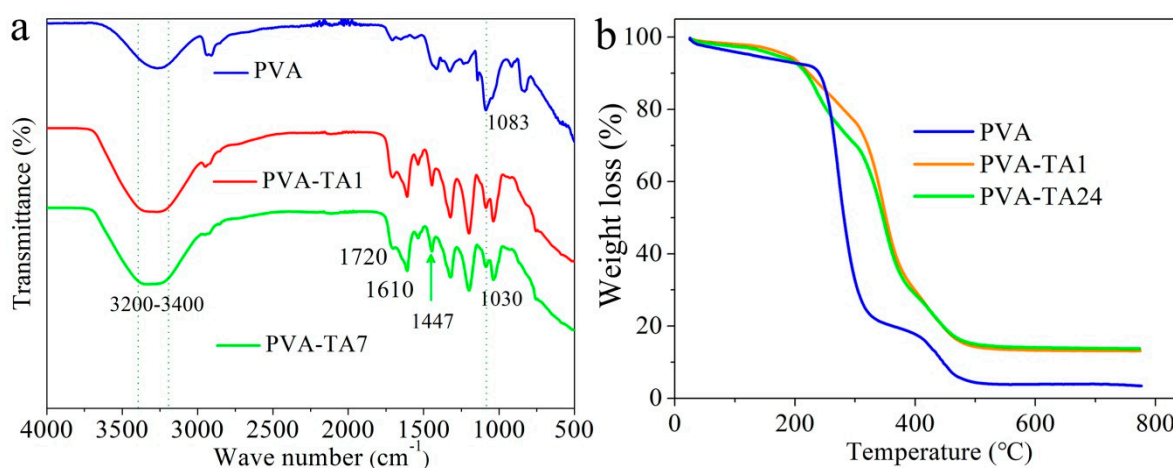 a
PVA
1083
PVA-TA1
1720
3200-3400
1610
1447
1030
PVA-TA7
Transmittance (%)
4000 3500 3000 2500 2000 1500 1000 500
Wave number (cm⁻¹)
b
100
80
60
40
20
0
PVA
PVA-TA1
PVA-TA24
Weight loss (%)
0 200 400 600 800
Temperature (°C)